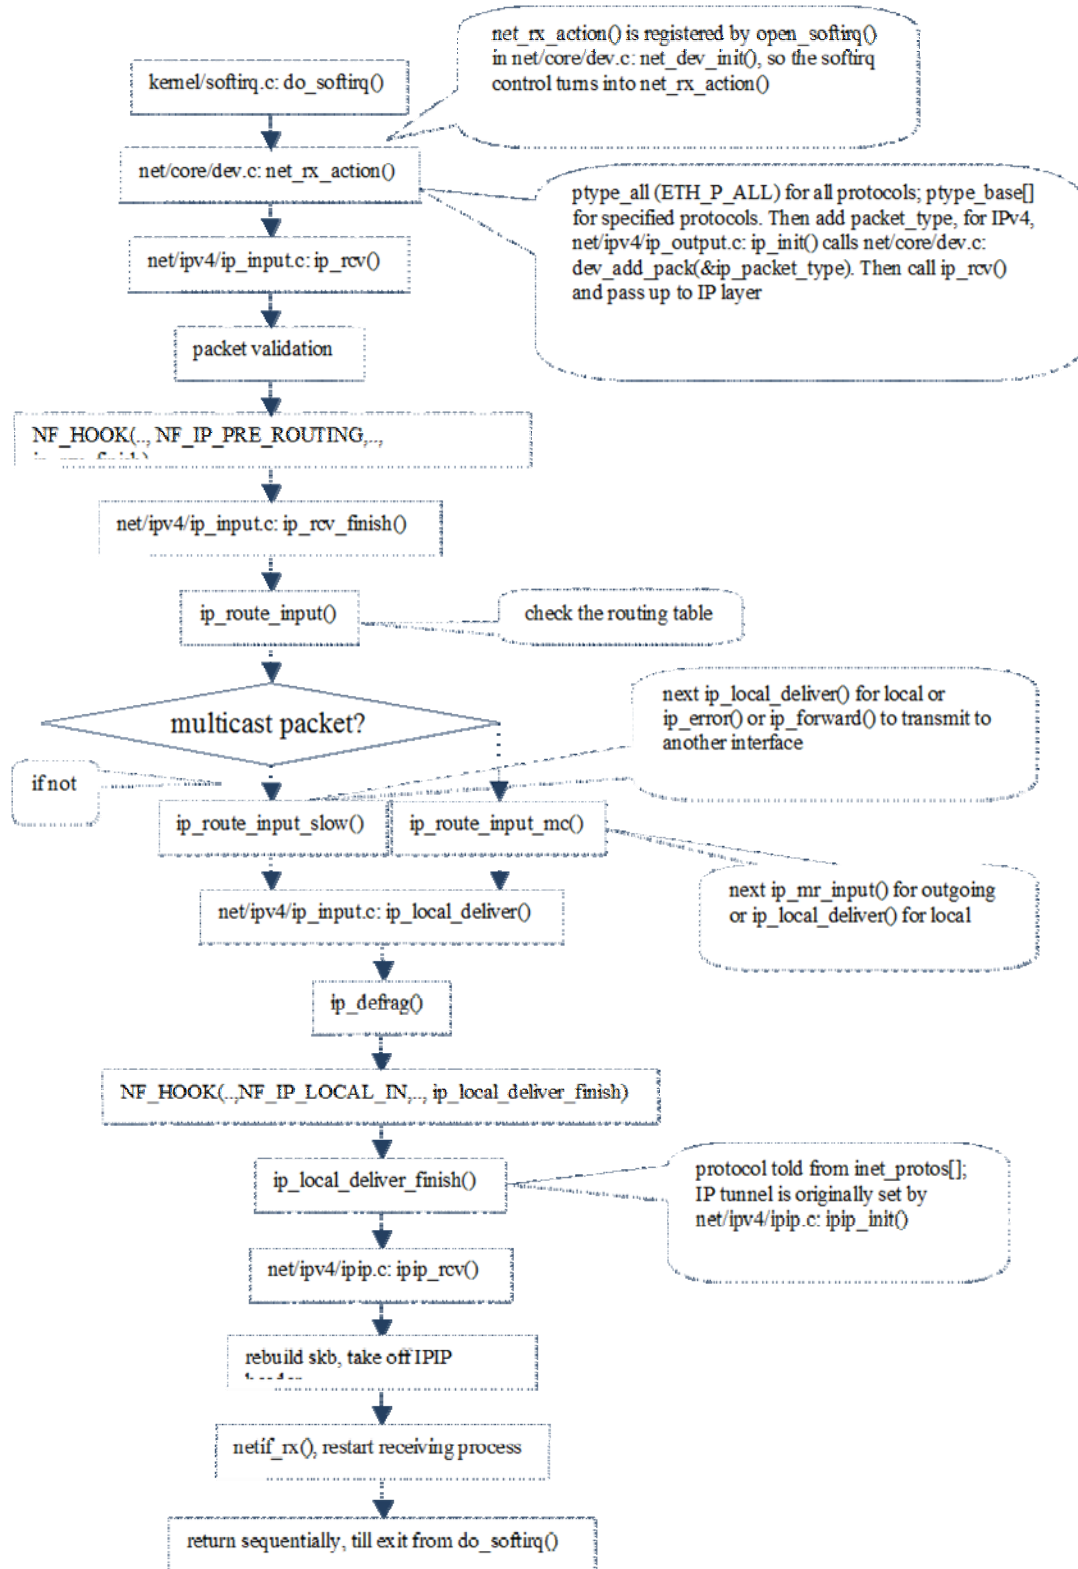 net_rx_action() is registered by open_softirq()
in net/core/dev.c: net_dev_init(), so the softirq
control turns into net_rx_action()
kernel/softirq.c: do_softirq()
net/core/dev.c: net_rx_action()
ptype_all (ETH_P_ALL) for all protocols; ptype_base[]
for specified protocols. Then add packet_type, for IPv4,
net/ipv4/ip_output.c: ip_init() calls net/core/dev.c:
dev_add_pack(&ip_packet_type). Then call ip_rcv()
and pass up to IP layer
net/ipv4/ip_input.c: ip_rcv()
packet validation
NF_HOOK(.., NF_IP_PRE_ROUTING,..,
net/ipv4/ip_input.c: ip_rcv_finish()
ip_route_input()
check the routing table
multicast packet?
next ip_local_deliver() for local or
ip_error() or ip_forward() to transmit to
another interface
if not
ip_route_input_slow()
ip_route_input_mc()
next ip_mr_input() for outgoing
or ip_local_deliver() for local
net/ipv4/ip_input.c: ip_local_deliver()
ip_defrag()
NF_HOOK(..,NF_IP_LOCAL_IN,.., ip_local_deliver_finish)
ip_local_deliver_finish()
protocol told from inet_protos[];
IP tunnel is originally set by
net/ipv4/ipip.c: ipip_init()
net/ipv4/ipip.c: ipip_rcv()
rebuild skb, take off IPIP
netif_rx(), restart receiving process
return sequentially, till exit from do_softirq()